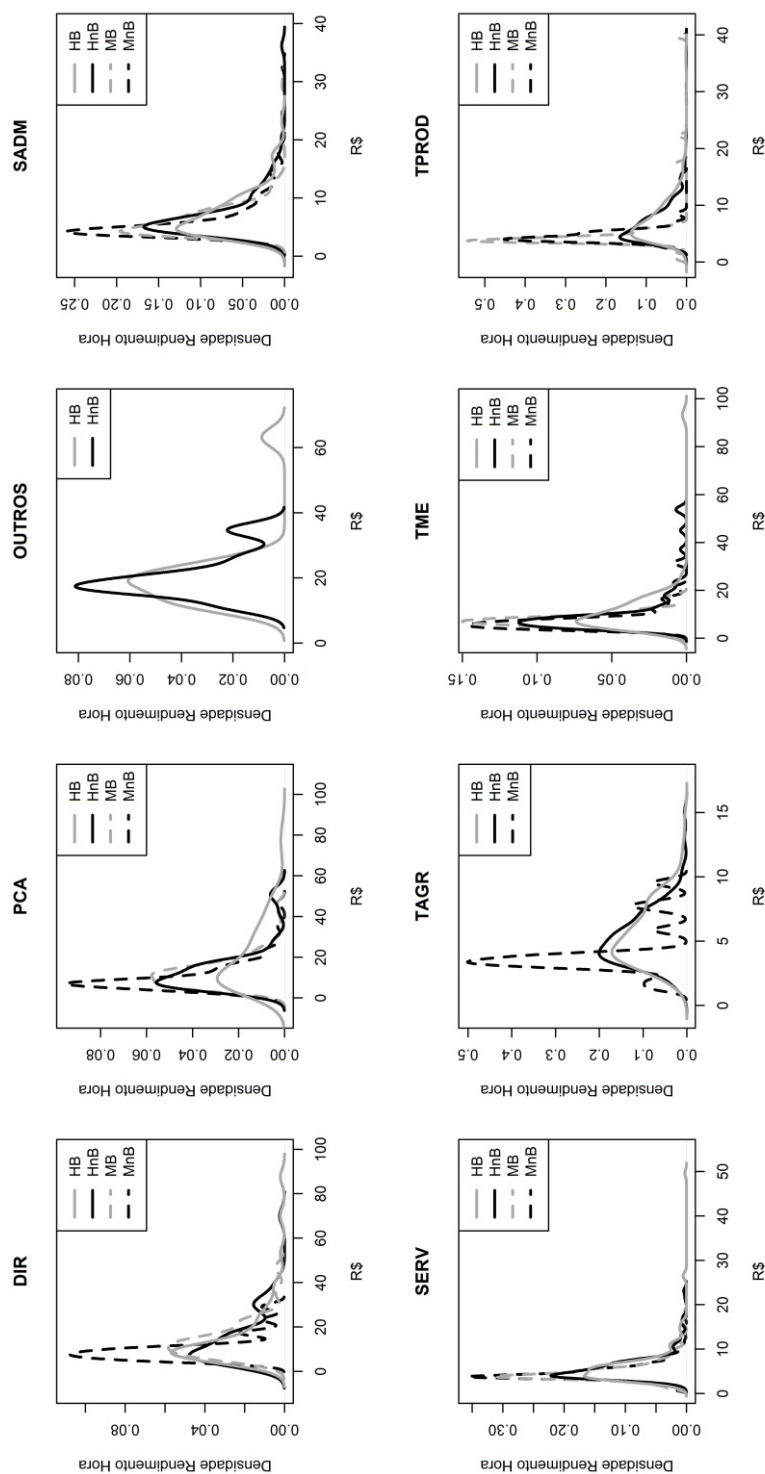 DIR
Densidade Rendimento Hora
0.08
0.04
0.00
HB
HnB
MB
MnB
0 20 40 60 80 100
R$
PCA
Densidade Rendimento Hora
0.08
0.06
0.04
0.02
0.00
HB
HnB
MB
MnB
0 20 40 60 80 100
R$
OUTROS
Densidade Rendimento Hora
0.08
0.06
0.04
0.02
0.00
HB
HnB
0 20 40 60
R$
SADM
Densidade Rendimento Hora
0.25
0.20
0.15
0.10
0.05
0.00
HB
HnB
MB
MnB
0 10 20 30 40
R$
SERV
Densidade Rendimento Hora
0.30
0.20
0.10
0.00
HB
HnB
MB
MnB
0 10 20 30 40 50
R$
TAGR
Densidade Rendimento Hora
0.5
0.4
0.3
0.2
0.1
0.0
HB
HnB
MnB
0 5 10 15
R$
TME
Densidade Rendimento Hora
0.15
0.10
0.05
0.00
HB
HnB
MB
MnB
0 20 40 60 80 100
R$
TPROD
Densidade Rendimento Hora
0.5
0.4
0.3
0.2
0.1
0.0
HB
HnB
MB
MnB
0 10 20 30 40
R$